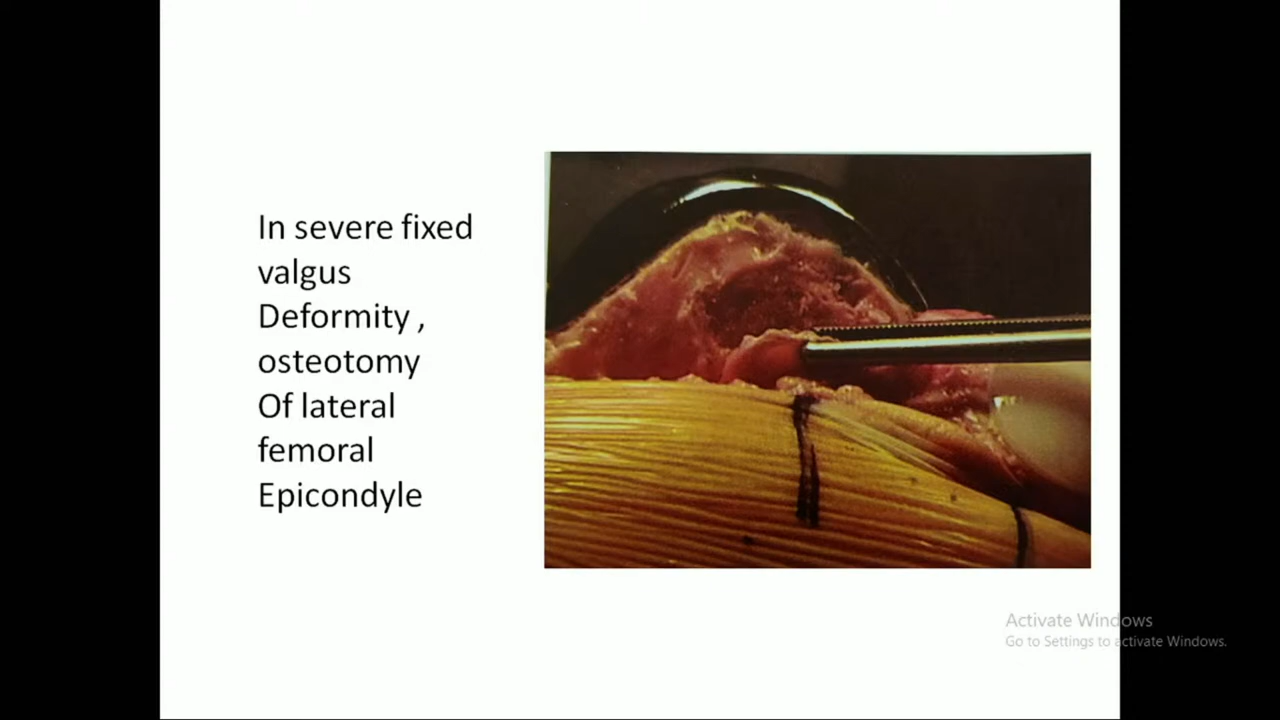 In severe fixed
valgus
Deformity ,
osteotomy
Of lateral
femoral
Epicondyle
Activate Windows
Go to Settings to activate Windows.